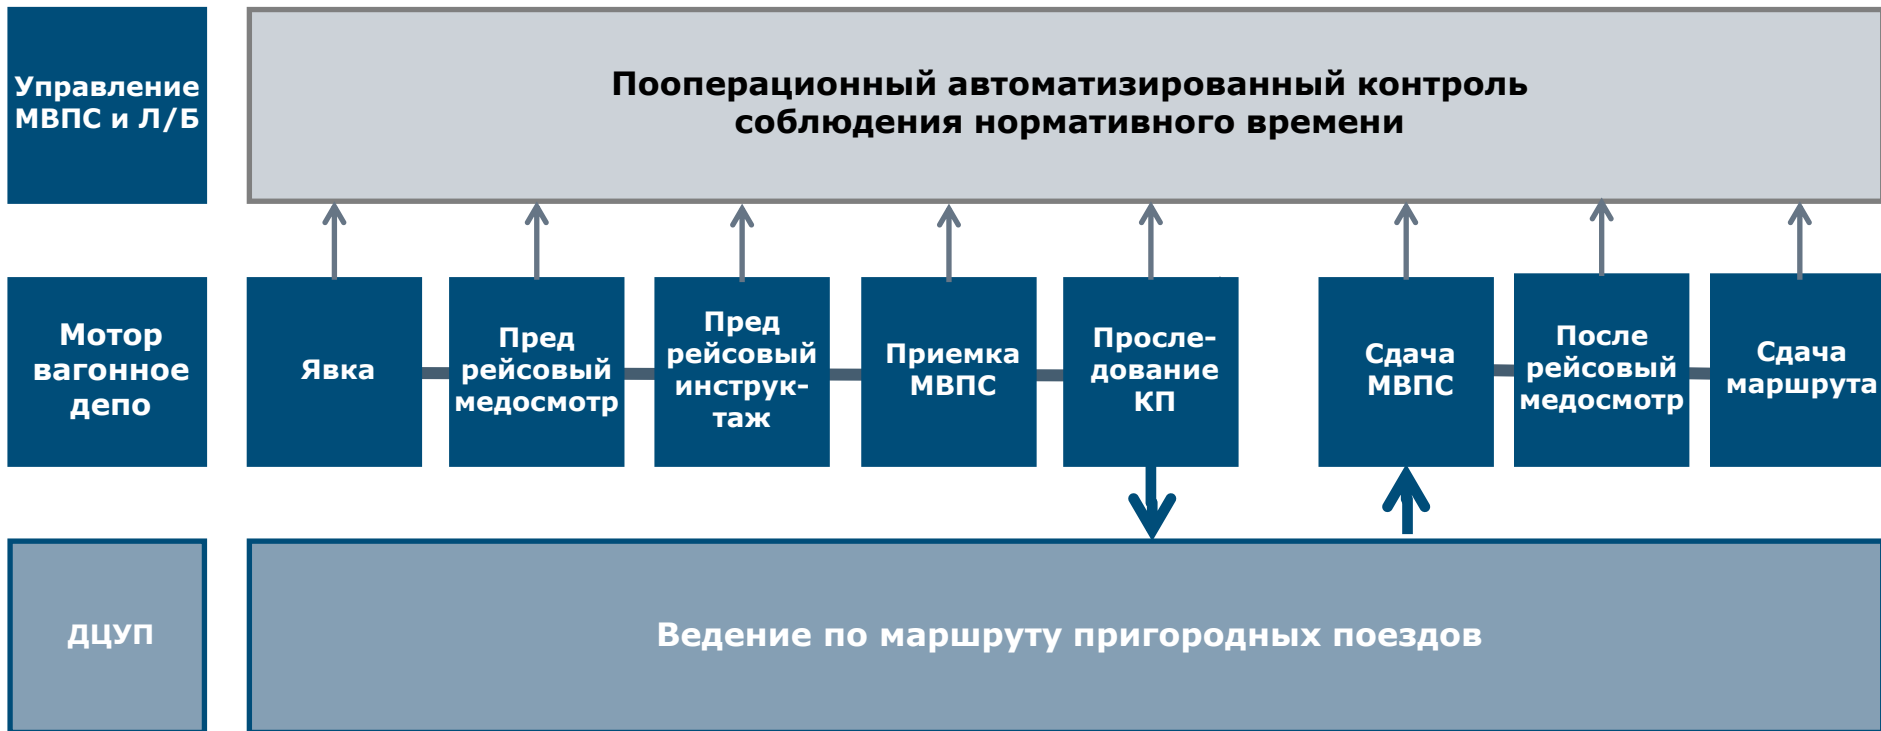 Управление
МВПС и Л/Б
Пооперационный автоматизированный контроль
соблюдения нормативного времени
Мотор
вагонное
депо
Явка
Пред
рейсовый
медосмотр
Пред
рейсовый
инструк-
таж
Приемка
МВПС
Просле-
дование
КП
Сдача
МВПС
После
рейсовый
медосмотр
Сдача
маршрута
ДЦУП
Ведение по маршруту пригородных поездов